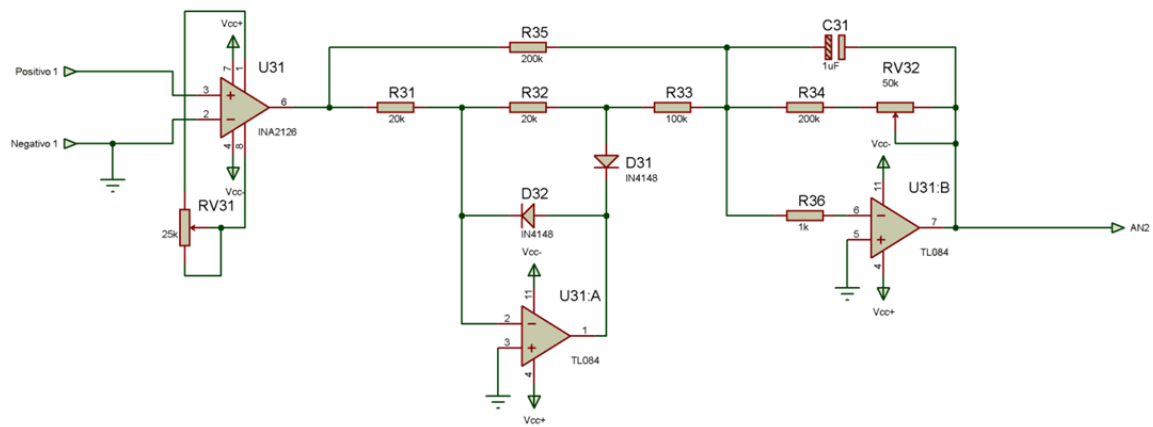 Positivo 1
Negativo 1
Vcc+
7
1
U31
3
2
6
INA2126
4
8
Vcc-
RV31
25k
R35
200k
R31
20k
R32
20k
R33
100k
D31
IN4148
D32
IN4148
Vcc-
11
U31:A
2
3
1
TL084
4
Vcc+
C31
1uF
RV32
50k
R34
200k
Vcc-
11
U31:B
R36
1k
6
5
7
TL084
4
Vcc+
AN2